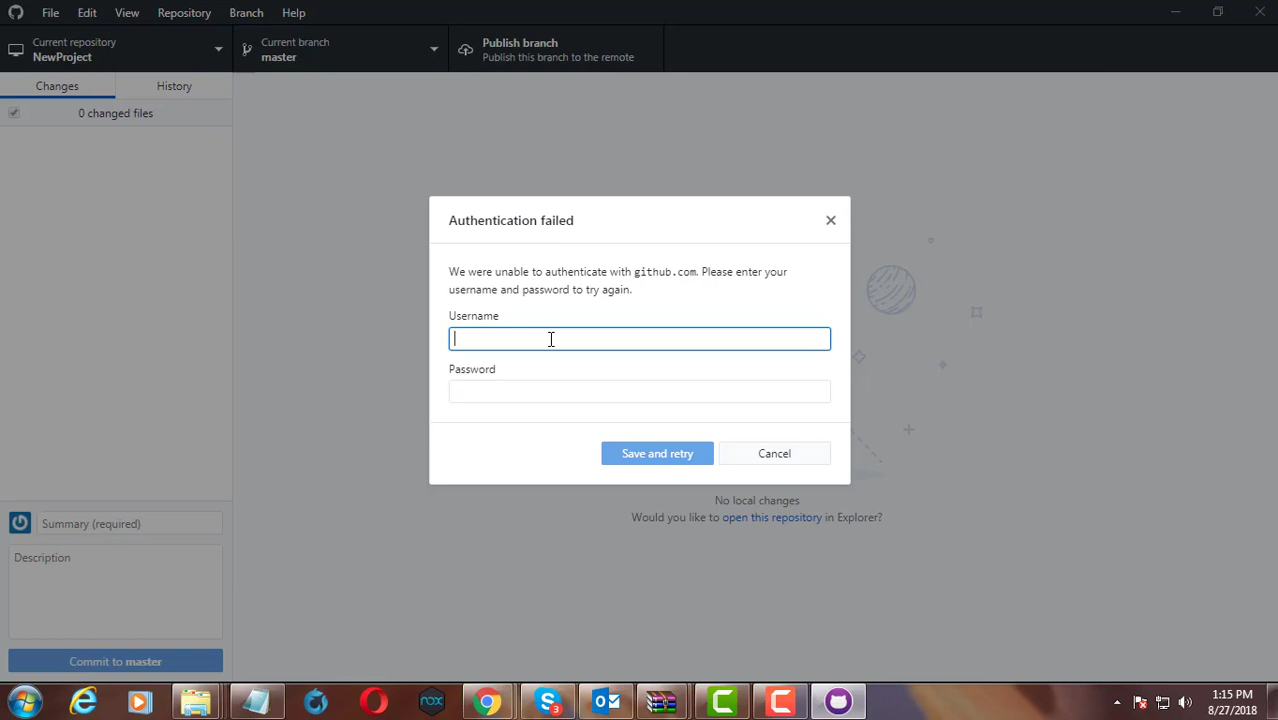 File Edit View Repository Branch Help
Current repository
NewProject
Current branch
master
Publish branch
Publish this branch to the remote
Changes History
0 changed files
Authentication failed
We were unable to authenticate with github.com. Please enter your
username and password to try again.
Username
Password
Save and retry Cancel
No local changes
Would you like to open this repository in Explorer?
Summary (required)
Description
Commit to master
nox
3
1:15 PM
8/27/2018